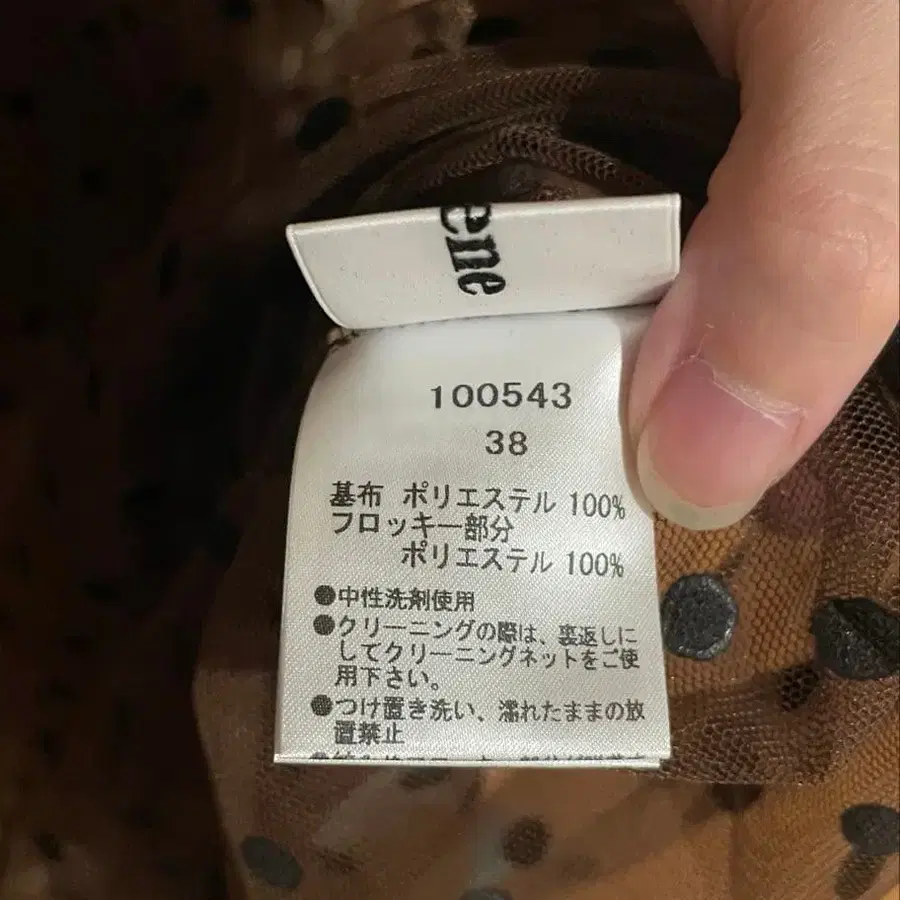 ene
100543
38
基布 ポリエステル 100%
フロッキー部分
ポリエステル 100%
●中性洗剤使用
●クリーニングの際は、裏返しに
してクリーニングネットをご使
用下さい。
●つけ置き洗い、濡れたままの放
置禁止